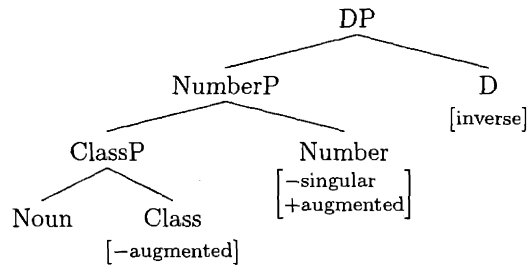 DP
NumberP D
[inverse]
ClassP Number
[−singular
+augmented]
Noun Class
[−augmented]